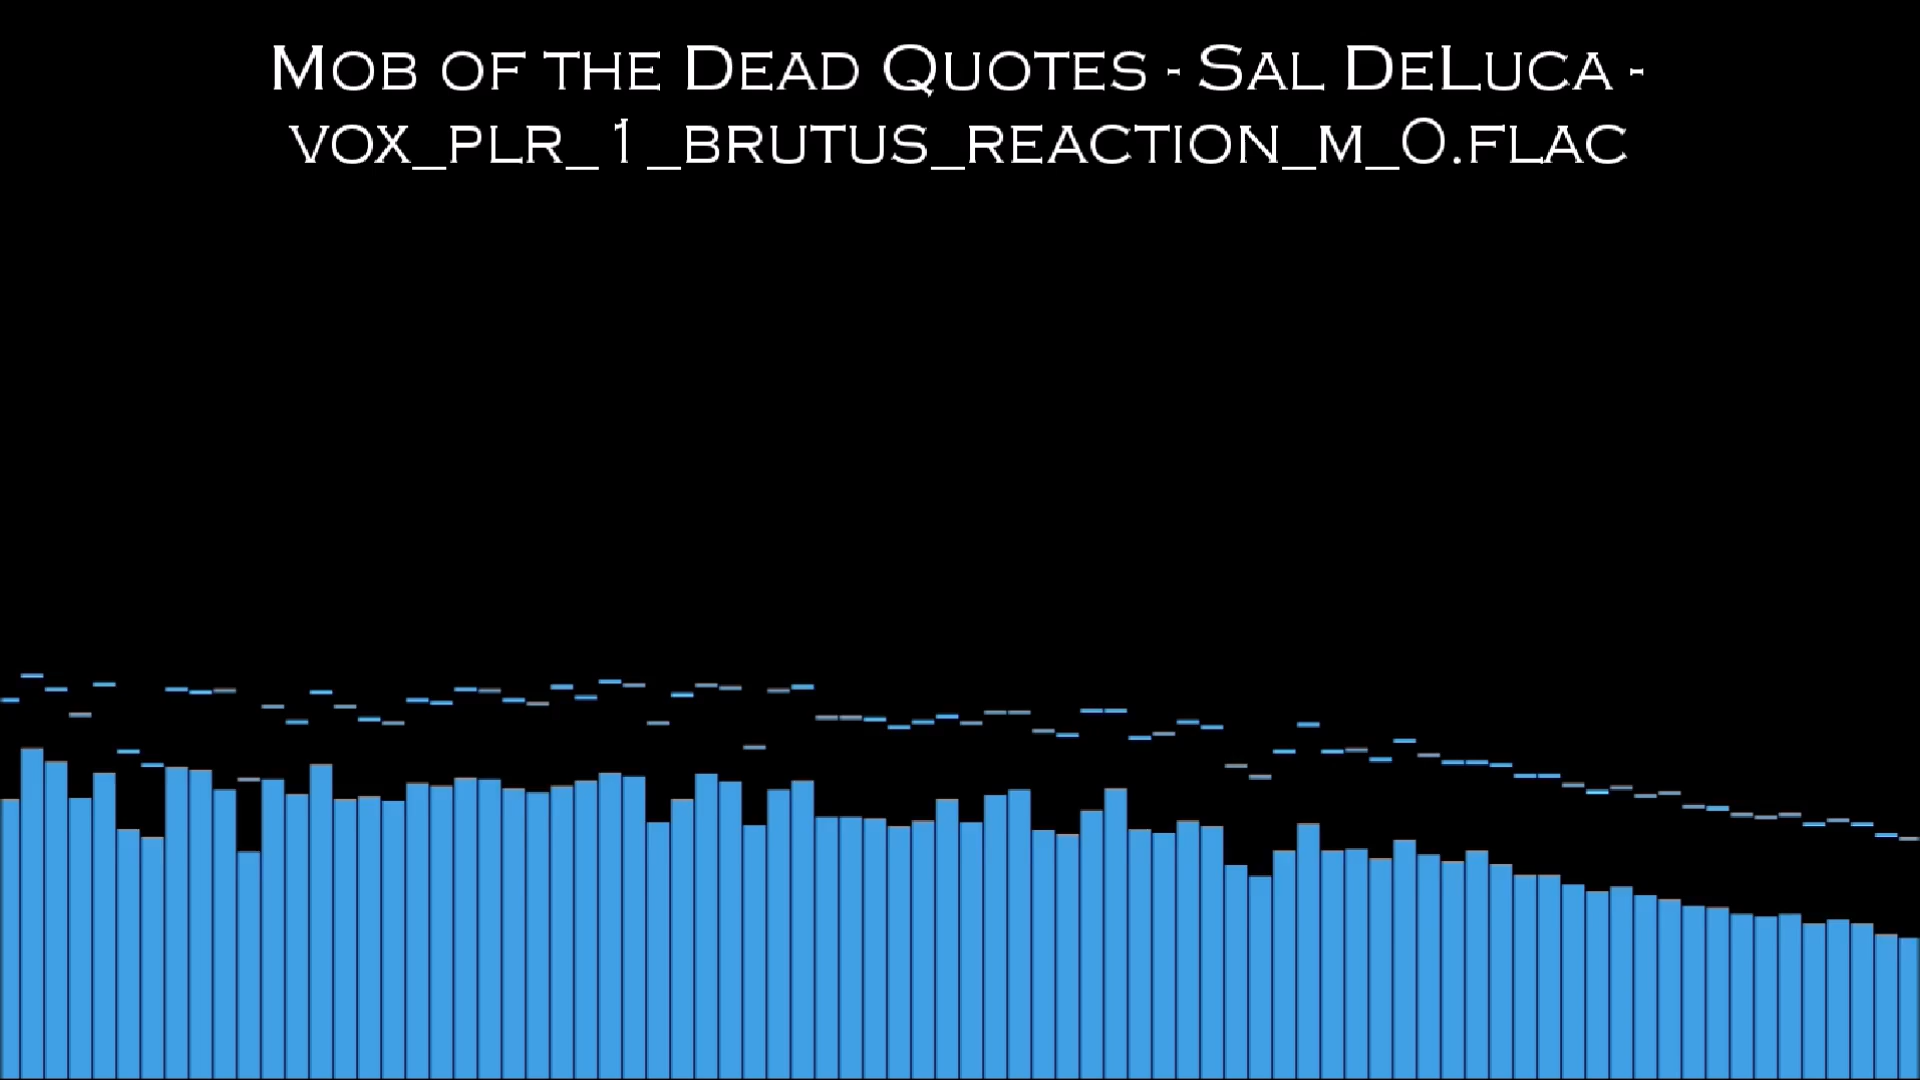 Mob of the Dead Quotes - Sal DeLuca -
vox_plr_1_brutus_reaction_m_0.flac